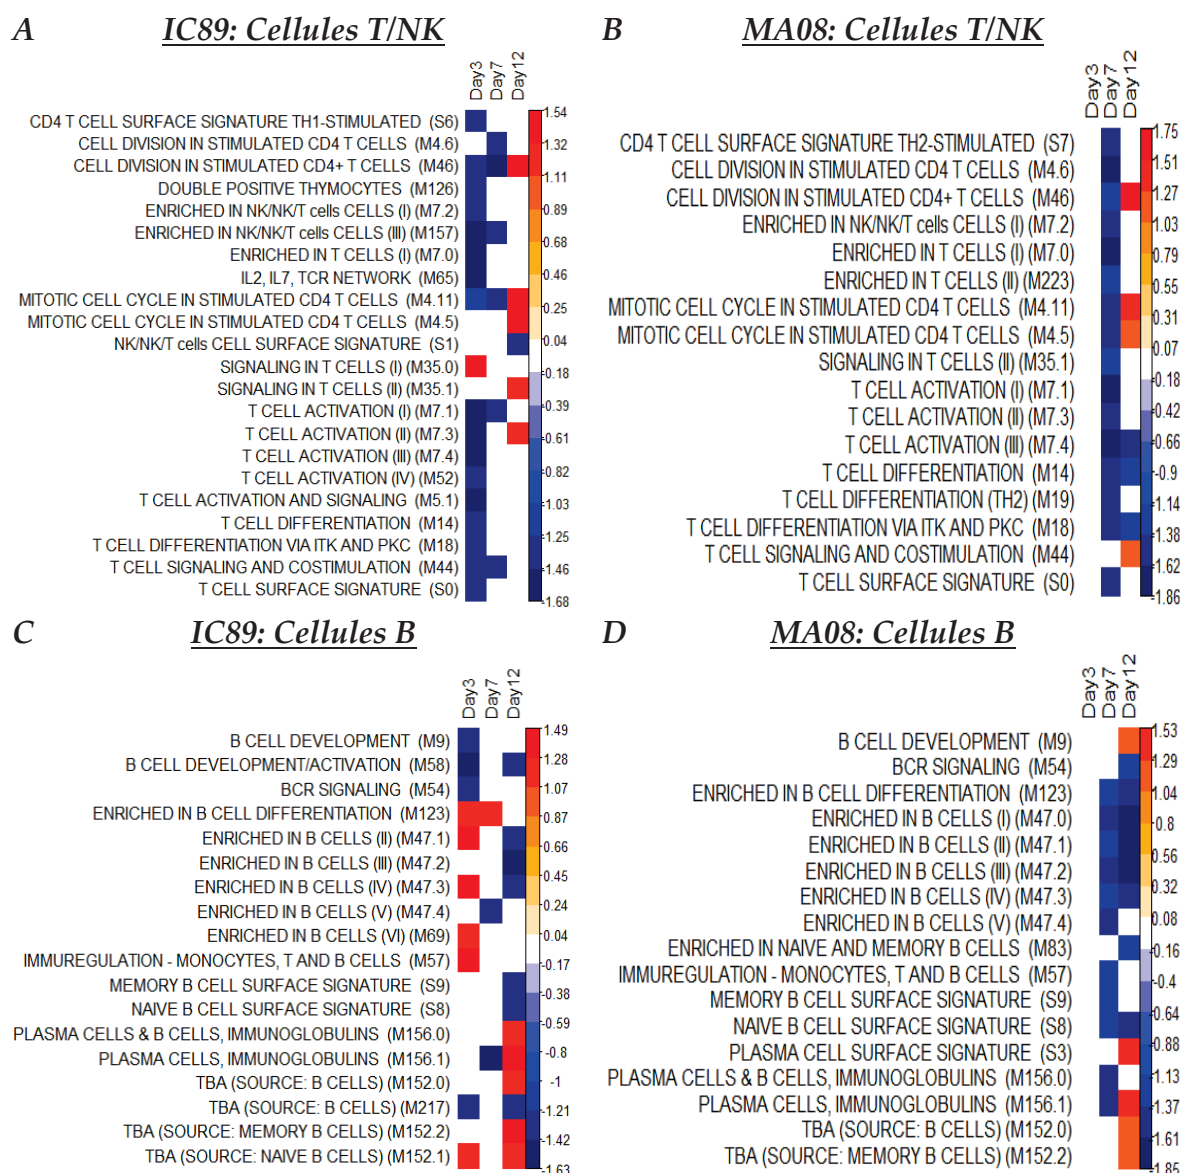 A
IC89: Cellules T/NK
Day3
Day7
Day12
CD4 T CELL SURFACE SIGNATURE TH1-STIMULATED (S6)
CELL DIVISION IN STIMULATED CD4 T CELLS (M4.6)
CELL DIVISION IN STIMULATED CD4+ T CELLS (M46)
DOUBLE POSITIVE THYMOCYTES (M126)
ENRICHED IN NK/NK/T cells CELLS (I) (M7.2)
ENRICHED IN NK/NK/T cells CELLS (III) (M157)
ENRICHED IN T CELLS (I) (M7.0)
IL2, IL7, TCR NETWORK (M65)
MITOTIC CELL CYCLE IN STIMULATED CD4 T CELLS (M4.11)
MITOTIC CELL CYCLE IN STIMULATED CD4 T CELLS (M4.5)
NK/NK/T cells CELL SURFACE SIGNATURE (S1)
SIGNALING IN T CELLS (I) (M35.0)
SIGNALING IN T CELLS (II) (M35.1)
T CELL ACTIVATION (I) (M7.1)
T CELL ACTIVATION (II) (M7.3)
T CELL ACTIVATION (III) (M7.4)
T CELL ACTIVATION (IV) (M52)
T CELL ACTIVATION AND SIGNALING (M5.1)
T CELL DIFFERENTIATION (M14)
T CELL DIFFERENTIATION VIA ITK AND PKC (M18)
T CELL SIGNALING AND COSTIMULATION (M44)
T CELL SURFACE SIGNATURE (S0)
1.54
1.32
1.11
0.89
0.68
0.46
0.25
0.04
-0.18
-0.39
-0.61
-0.82
-1.03
-1.25
-1.46
-1.68
B
MA08: Cellules T/NK
Day3
Day7
Day12
CD4 T CELL SURFACE SIGNATURE TH2-STIMULATED (S7)
CELL DIVISION IN STIMULATED CD4 T CELLS (M4.6)
CELL DIVISION IN STIMULATED CD4+ T CELLS (M46)
ENRICHED IN NK/NK/T cells CELLS (I) (M7.2)
ENRICHED IN T CELLS (I) (M7.0)
ENRICHED IN T CELLS (II) (M223)
MITOTIC CELL CYCLE IN STIMULATED CD4 T CELLS (M4.11)
MITOTIC CELL CYCLE IN STIMULATED CD4 T CELLS (M4.5)
SIGNALING IN T CELLS (II) (M35.1)
T CELL ACTIVATION (I) (M7.1)
T CELL ACTIVATION (II) (M7.3)
T CELL ACTIVATION (III) (M7.4)
T CELL DIFFERENTIATION (M14)
T CELL DIFFERENTIATION (TH2) (M19)
T CELL DIFFERENTIATION VIA ITK AND PKC (M18)
T CELL SIGNALING AND COSTIMULATION (M44)
T CELL SURFACE SIGNATURE (S0)
1.75
1.51
1.27
1.03
0.79
0.55
0.31
0.07
-0.18
-0.42
-0.66
-0.9
-1.14
-1.38
-1.62
-1.86
C
IC89: Cellules B
Day3
Day7
Day12
B CELL DEVELOPMENT (M9)
B CELL DEVELOPMENT/ACTIVATION (M58)
BCR SIGNALING (M54)
ENRICHED IN B CELL DIFFERENTIATION (M123)
ENRICHED IN B CELLS (II) (M47.1)
ENRICHED IN B CELLS (III) (M47.2)
ENRICHED IN B CELLS (IV) (M47.3)
ENRICHED IN B CELLS (V) (M47.4)
ENRICHED IN B CELLS (VI) (M69)
IMMUREGULATION - MONOCYTES, T AND B CELLS (M57)
MEMORY B CELL SURFACE SIGNATURE (S9)
NAIVE B CELL SURFACE SIGNATURE (S8)
PLASMA CELLS & B CELLS, IMMUNOGLOBULINS (M156.0)
PLASMA CELLS, IMMUNOGLOBULINS (M156.1)
TBA (SOURCE: B CELLS) (M152.0)
TBA (SOURCE: B CELLS) (M217)
TBA (SOURCE: MEMORY B CELLS) (M152.2)
TBA (SOURCE: NAIVE B CELLS) (M152.1)
1.49
1.28
1.07
0.87
0.66
0.45
0.24
0.04
-0.17
-0.38
-0.59
-0.8
-1
-1.21
-1.42
-1.63
D
MA08: Cellules B
Day3
Day7
Day12
B CELL DEVELOPMENT (M9)
BCR SIGNALING (M54)
ENRICHED IN B CELL DIFFERENTIATION (M123)
ENRICHED IN B CELLS (I) (M47.0)
ENRICHED IN B CELLS (II) (M47.1)
ENRICHED IN B CELLS (III) (M47.2)
ENRICHED IN B CELLS (IV) (M47.3)
ENRICHED IN B CELLS (V) (M47.4)
ENRICHED IN NAIVE AND MEMORY B CELLS (M83)
IMMUREGULATION - MONOCYTES, T AND B CELLS (M57)
MEMORY B CELL SURFACE SIGNATURE (S9)
NAIVE B CELL SURFACE SIGNATURE (S8)
PLASMA CELL SURFACE SIGNATURE (S3)
PLASMA CELLS & B CELLS, IMMUNOGLOBULINS (M156.0)
PLASMA CELLS, IMMUNOGLOBULINS (M156.1)
TBA (SOURCE: B CELLS) (M152.0)
TBA (SOURCE: MEMORY B CELLS) (M152.2)
1.53
1.29
1.04
0.8
0.56
0.32
0.08
-0.16
-0.4
-0.64
-0.88
-1.13
-1.37
-1.61
-1.85